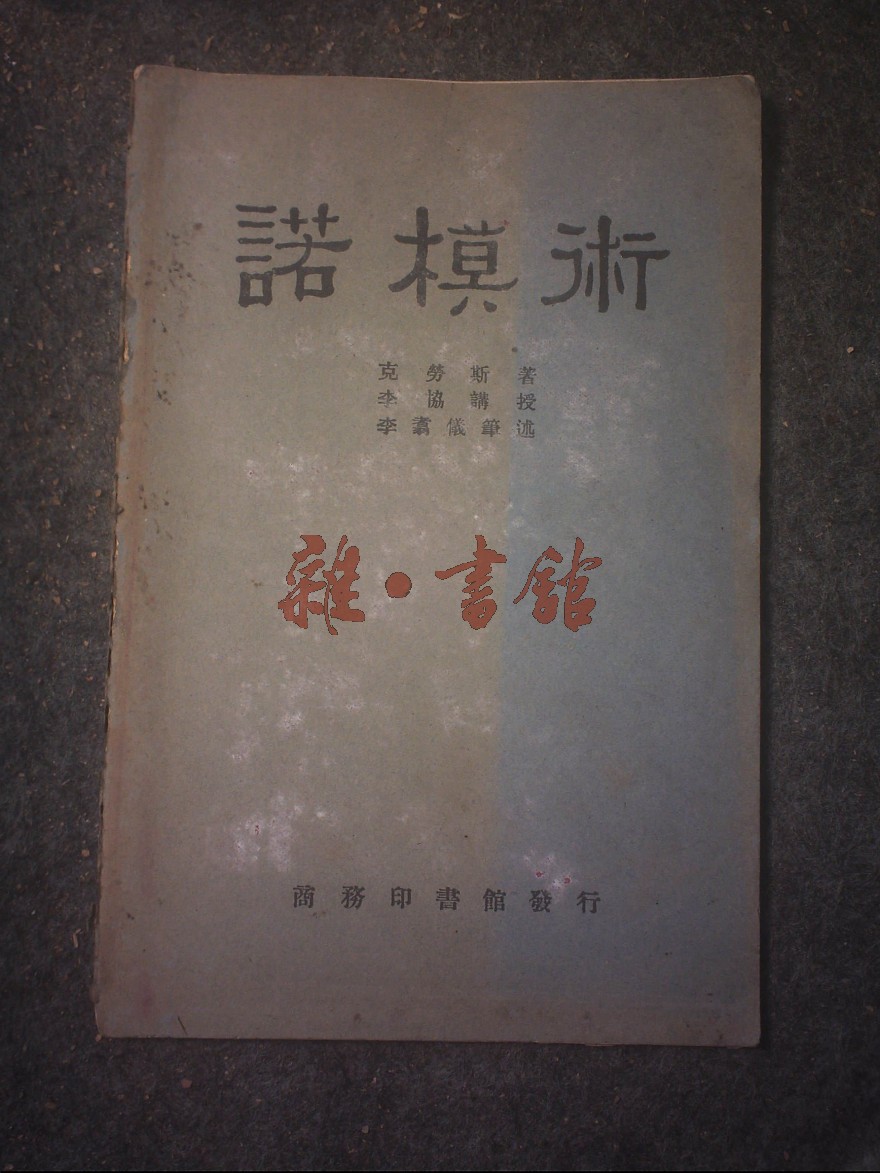 諾模術
克勞斯著
李協講授
李翥儀筆述
雜·書館
商務印書館發行